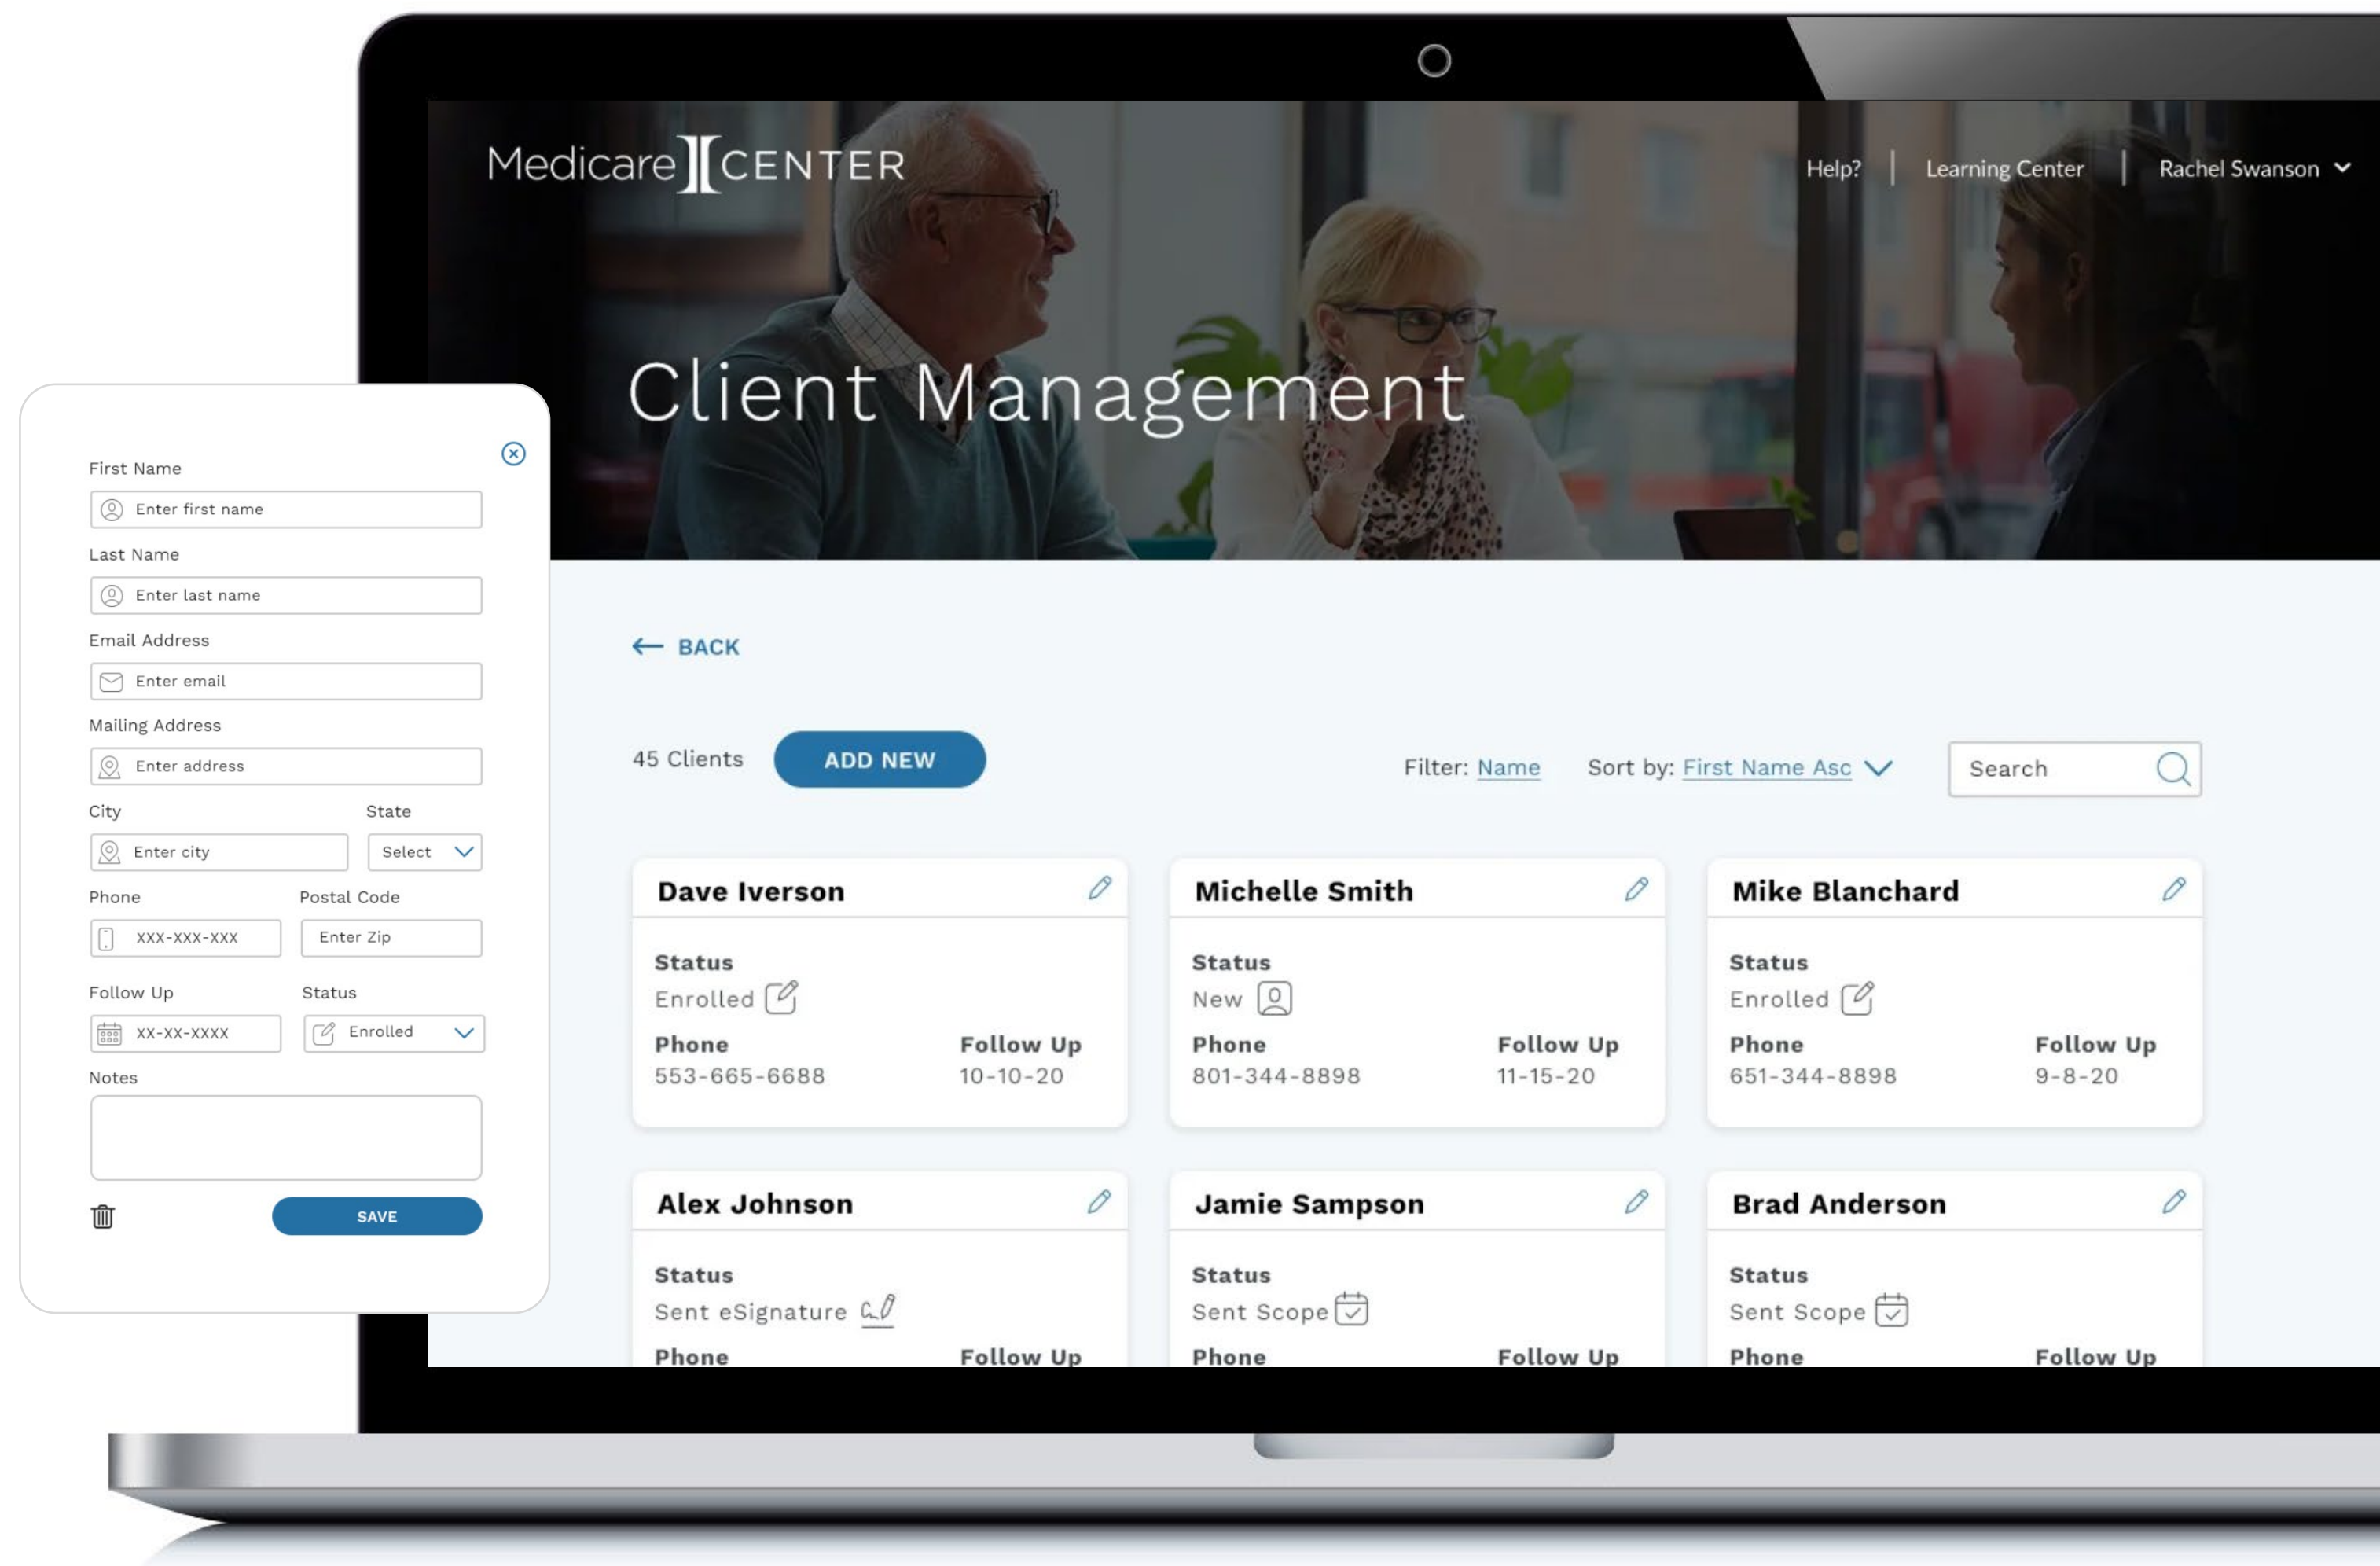 Medicare CENTER
Help? | Learning Center | Rachel Swanson
Client Management
First Name
Enter first name
Last Name
Enter last name
Email Address
Enter email
Mailing Address
Enter address
City State
Enter city Select
Phone Postal Code
XXX-XXX-XXX Enter Zip
Follow Up Status
XX-XX-XXXX Enrolled
Notes
SAVE
BACK
45 Clients ADD NEW Filter: Name Sort by: First Name Asc Search
Dave Iverson
Status
Enrolled
Phone Follow Up
553-665-6688 10-10-20
Michelle Smith
Status
New
Phone Follow Up
801-344-8898 11-15-20
Mike Blanchard
Status
Enrolled
Phone Follow Up
651-344-8898 9-8-20
Alex Johnson
Status
Sent eSignature
Phone Follow Up
Jamie Sampson
Status
Sent Scope
Phone Follow Up
Brad Anderson
Status
Sent Scope
Phone Follow Up